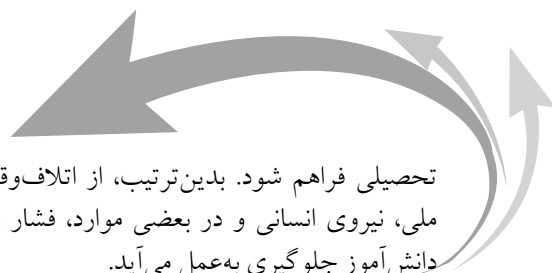 تحصیلی فراهم شود. بدین‌ترتیب، از
ملی، نیروی انسانی و در بعضی موارد، فشار
دانش‌آموز جلوگیری به‌عمل می‌آید.